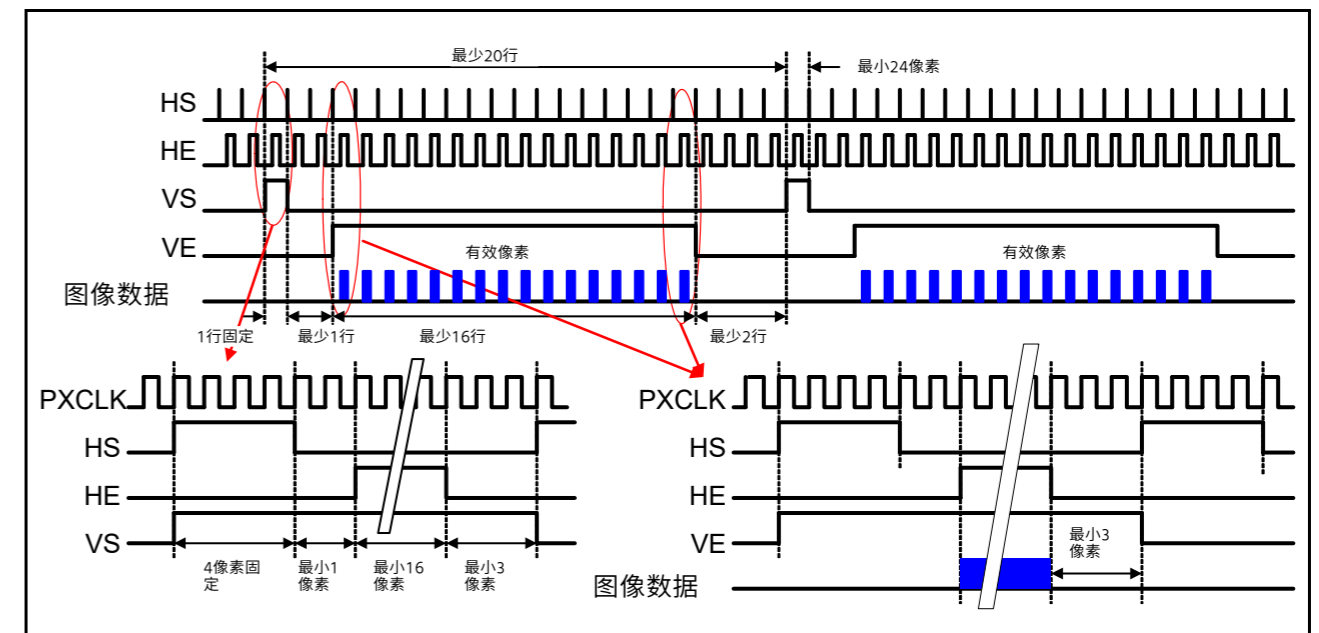 最少20行
最小24像素
HS
HE
VS
VE
有效像素
有效像素
图像数据
1行固定
最少1行
最少16行
最少2行
PXCLK
HS
HE
VS
4像素固
定
最小1
像素
最小16
像素
最小3
像素
PXCLK
HS
HE
VE
最小3
像素
图像数据